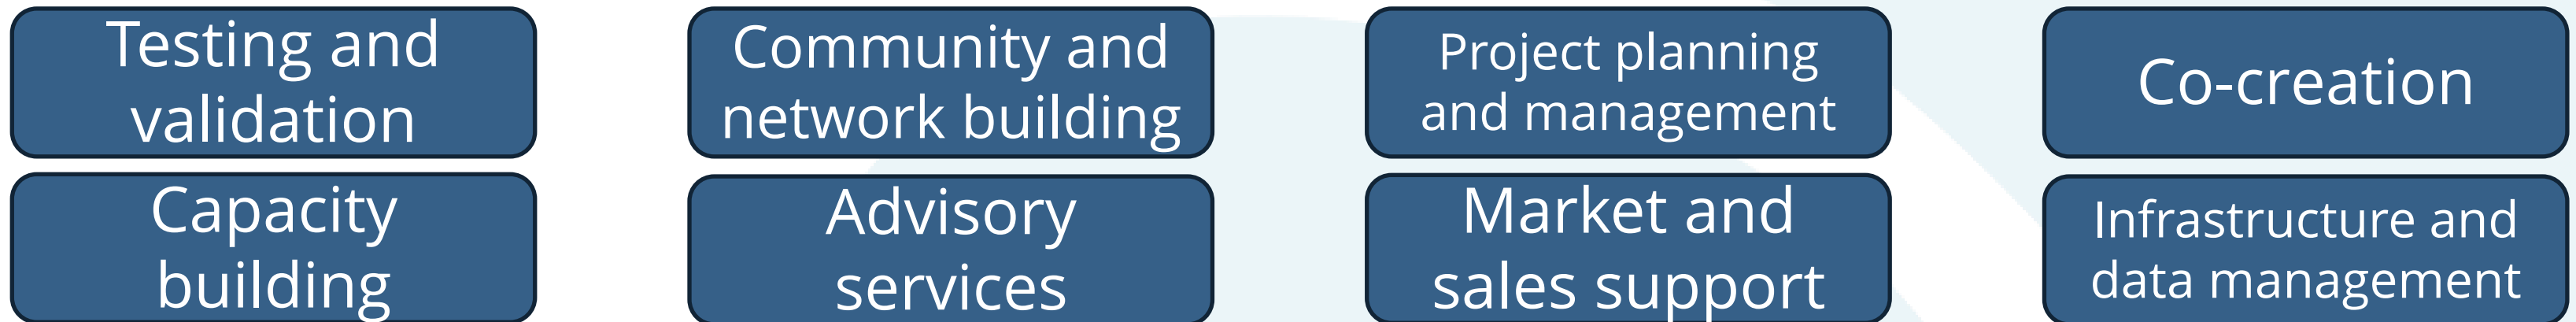 Testing and
validation
Community and
network building
Project planning
and management
Co-creation
Capacity
building
Advisory
services
Market and
sales support
Infrastructure and
data management